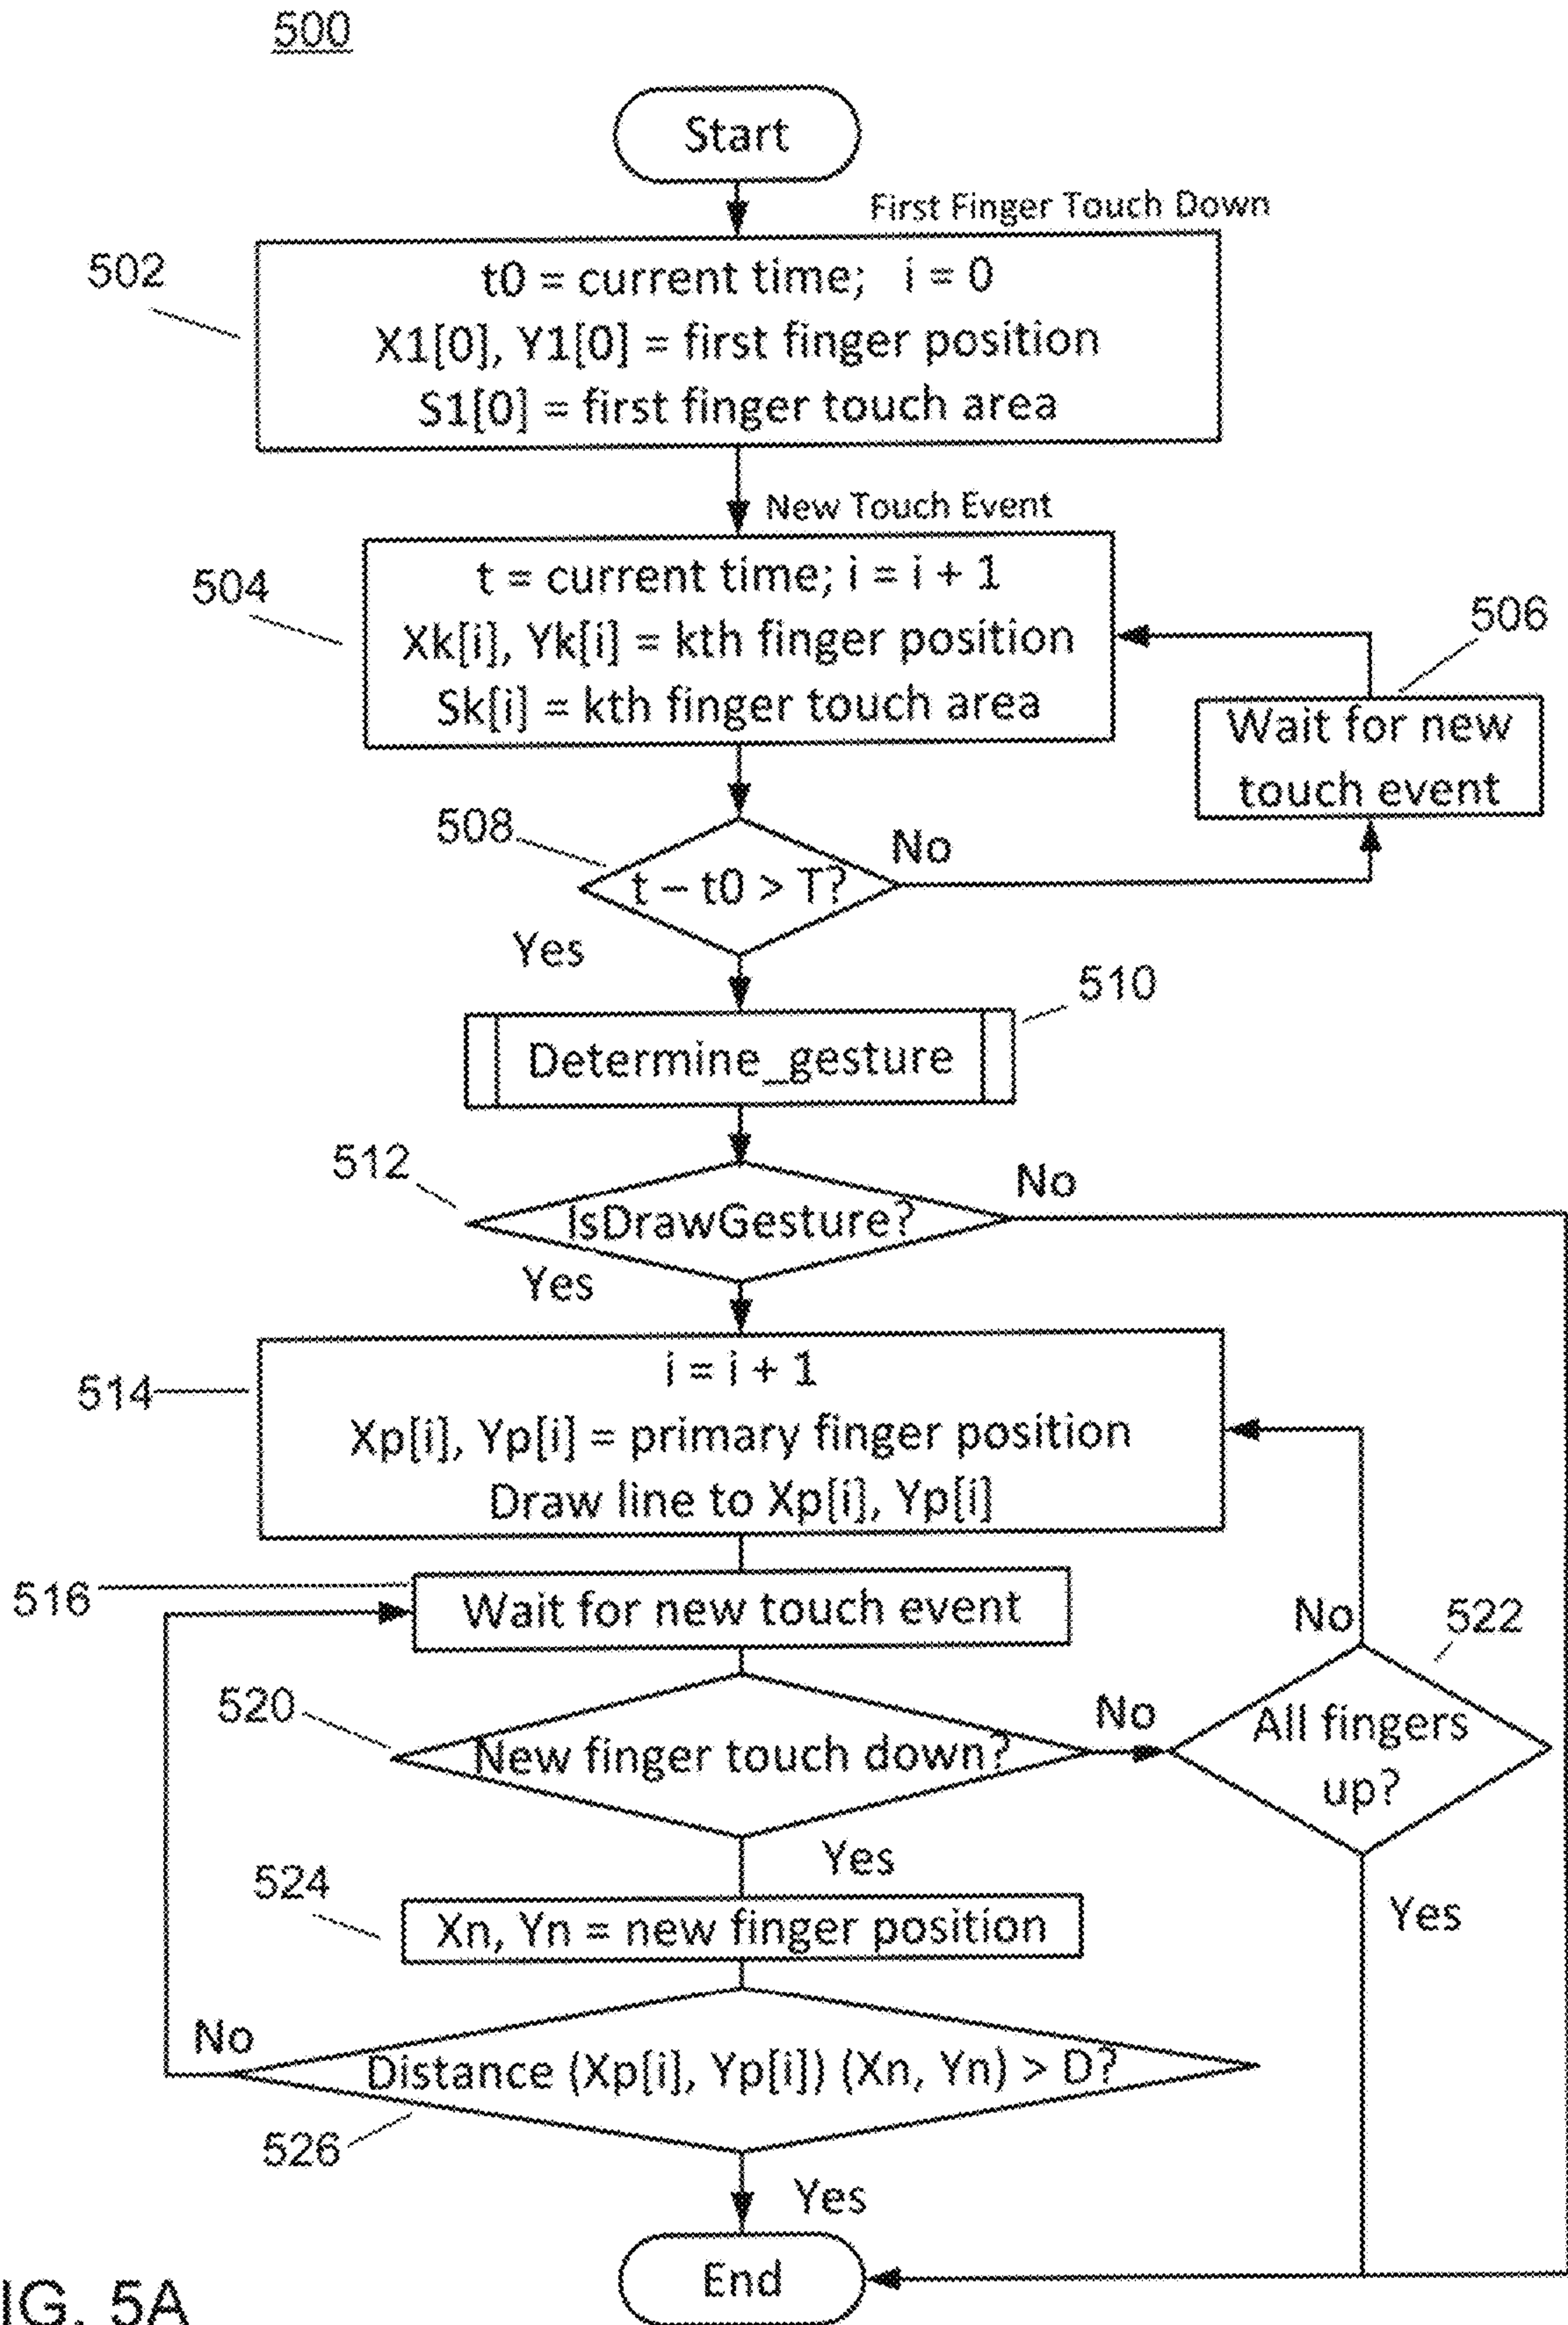 500
Start
First Finger Touch Down
502
t0 = current time; i = 0
X1[0], Y1[0] = first finger position
S1[0] = first finger touch area
New Touch Event
504
t = current time; i = i + 1
Xk[i], Yk[i] = kth finger position
Sk[i] = kth finger touch area
506
Wait for new
touch event
508
t – t0 > T?
No
Yes
510
Determine_gesture
512
IsDrawGesture?
No
Yes
514
i = i + 1
Xp[i], Yp[i] = primary finger position
Draw line to Xp[i], Yp[i]
516
Wait for new touch event
No
522
520
New finger touch down?
No
All fingers
up?
Yes
Yes
524
Xn, Yn = new finger position
No
Distance (Xp[i], Yp[i]) (Xn, Yn) > D?
526
Yes
End
IG. 5A